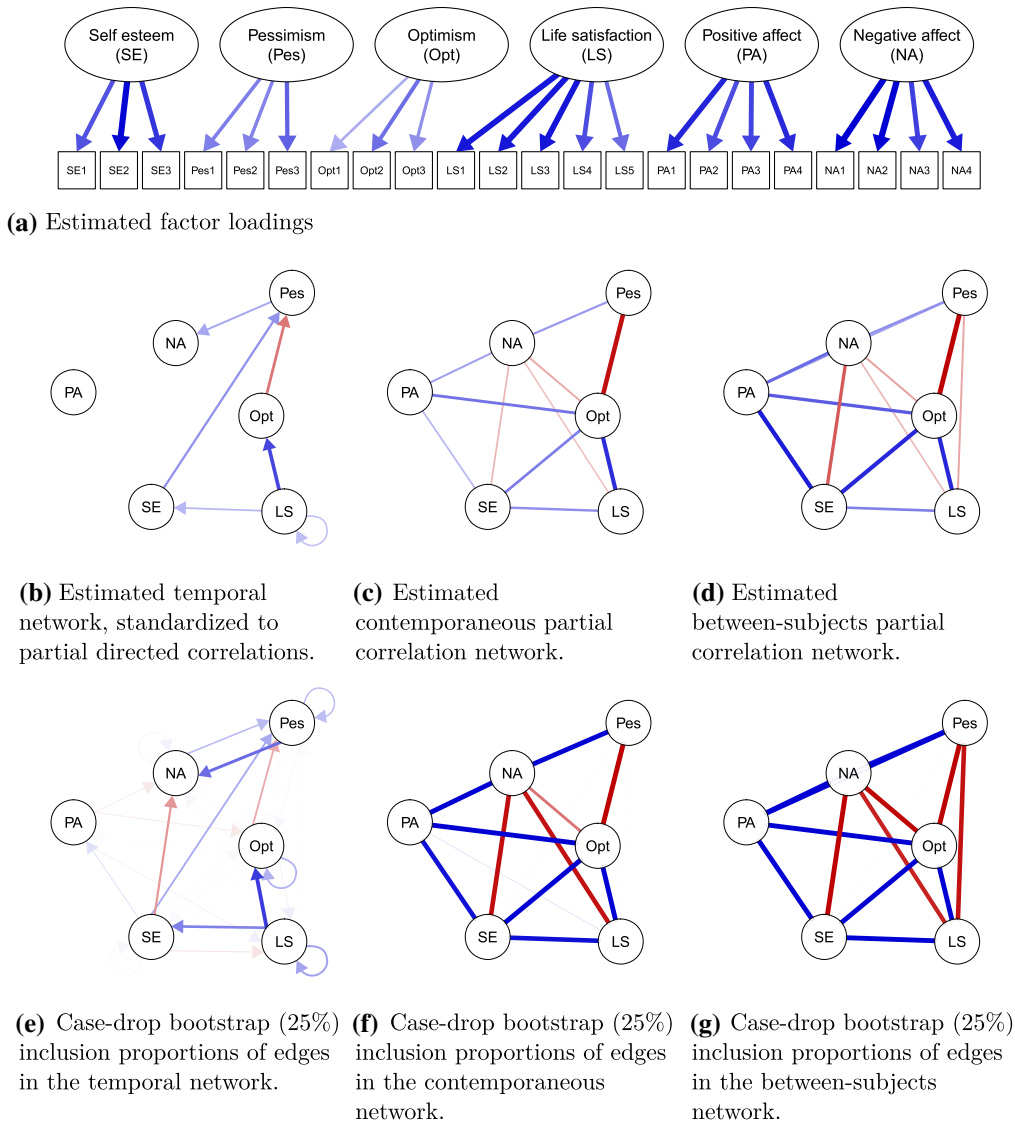 Self esteem (SE)
Pessimism (Pes)
Optimism (Opt)
Life satisfaction (LS)
Positive affect (PA)
Negative affect (NA)
SE1 SE2 SE3 Pes1 Pes2 Pes3 Opt1 Opt2 Opt3 LS1 LS2 LS3 LS4 LS5 PA1 PA2 PA3 PA4 NA1 NA2 NA3 NA4
(a) Estimated factor loadings
Pes
NA
PA
Opt
SE
LS
(b) Estimated temporal
network, standardized to
partial directed correlations.
Pes
NA
PA
Opt
SE
LS
(c) Estimated
contemporaneous partial
correlation network.
Pes
NA
PA
Opt
SE
LS
(d) Estimated
between-subjects partial
correlation network.
Pes
NA
PA
Opt
SE
LS
(e) Case-drop bootstrap (25%)
inclusion proportions of edges
in the temporal network.
Pes
NA
PA
Opt
SE
LS
(f) Case-drop bootstrap (25%)
inclusion proportions of edges
in the contemporaneous
network.
Pes
NA
PA
Opt
SE
LS
(g) Case-drop bootstrap (25%)
inclusion proportions of edges
in the between-subjects
network.